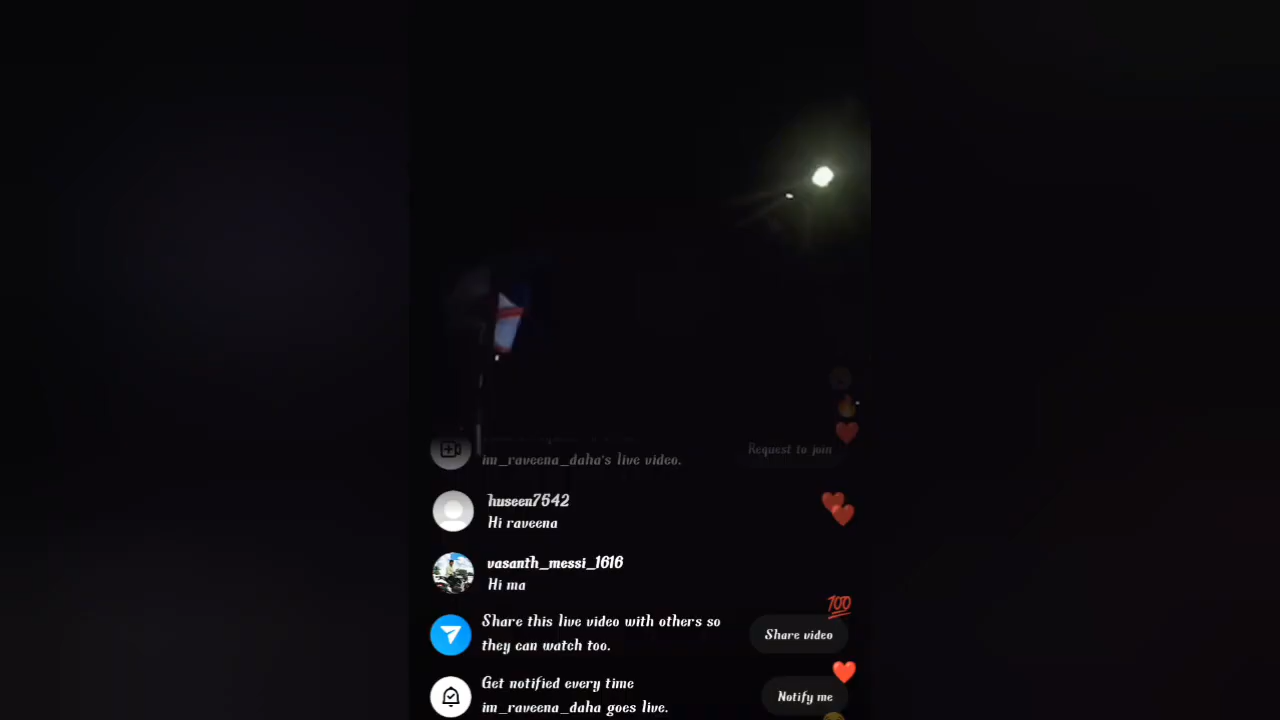 im_raveena_daha's live video.
Request to join
huseen7542
Hi raveena
vasanth_messi_1616
Hi ma
Share this live video with others so
they can watch too.
Share video
Get notified every time
im_raveena_daha goes live.
Notify me
100